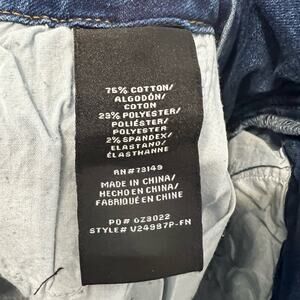 75% COTTON/
ALGODÓN/
COTON
23% POLYESTER/
POLIÉSTER/
POLYESTER
2% SPANDEX/
ELASTANO/
ÉLASTHANNE
RN#73149
MADE IN CHINA/
HECHO EN CHINA/
FABRIQUÉ EN CHINE
PO# 6Z3022
STYLE# V24987P-FN